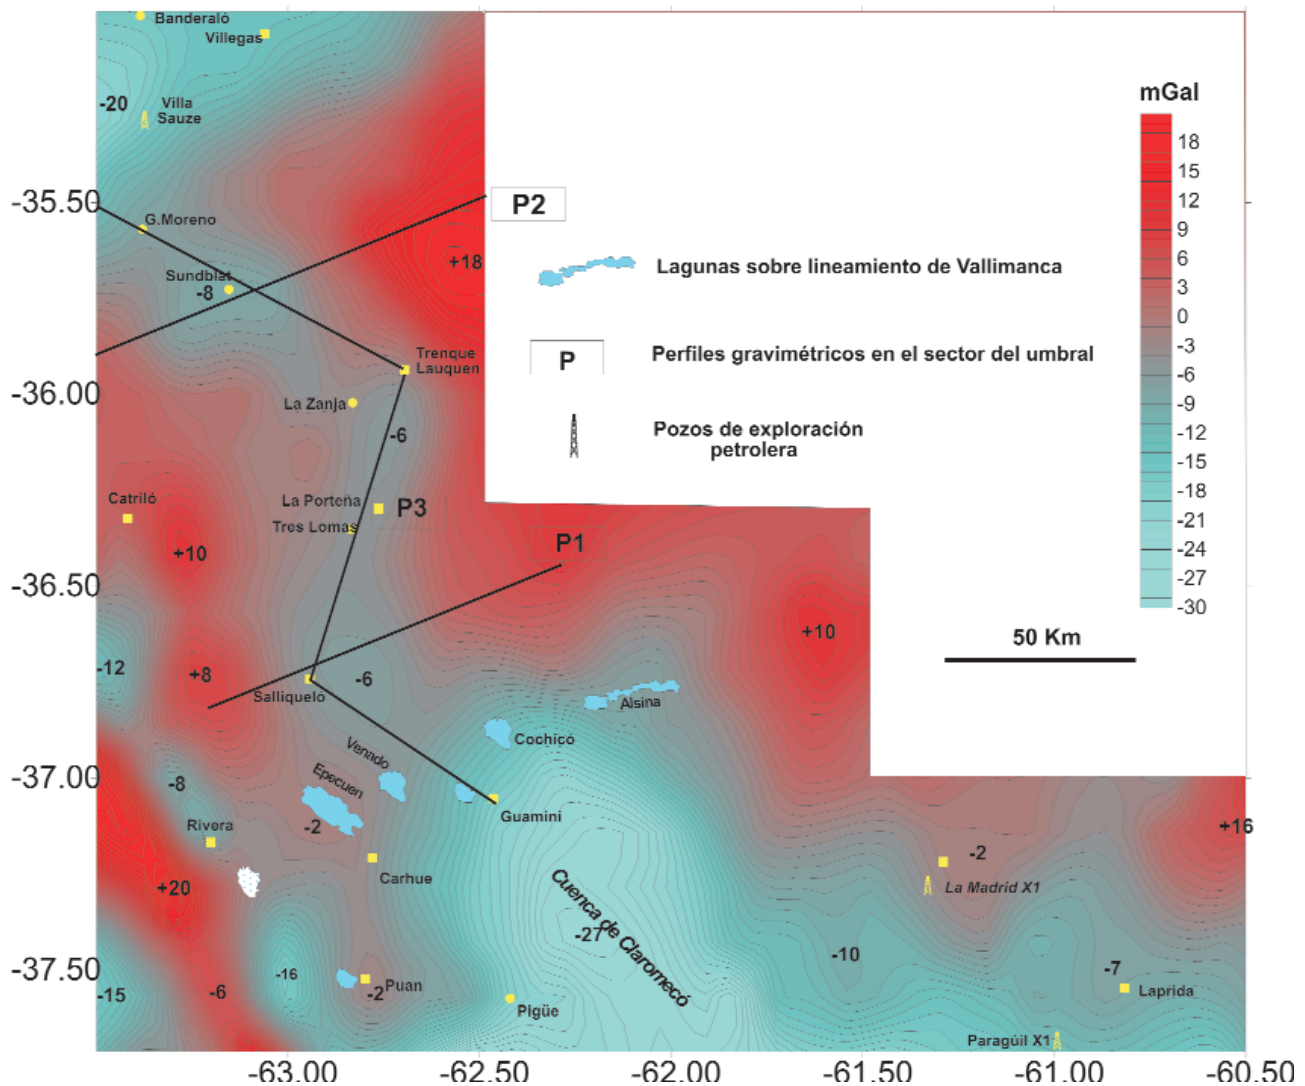 Banderaló
Villegas
-20
Villa
Sauze
mGal
18
15
12
9
6
3
0
-3
-6
-9
-12
-15
-18
-21
-24
-27
-30
-35.50
P2
G.Moreno
+18
Lagunas sobre lineamiento de Vallimanca
Sundblat
-8
P
Perfiles gravimétricos en el sector del umbral
Trenque
Lauquen
-36.00
La Zanja
-6
Pozos de exploración
petrolera
Catriló
La Porteña
P3
Tres Lomas
+10
P1
-36.50
+10
50 Km
-12
+8
-6
Salliqueló
Alsina
Cochicó
Venado
-37.00
-8
Epecuen
Guaminí
Rivera
-2
+16
-2
Carhue
+20
La Madrid X1
Cuenca de Claromecó
-27
-10
-37.50
-16
-7
-15
-6
-2
Puan
Pigüe
Laprida
Paragúil X1
-63.00
-62.50
-62.00
-61.50
-61.00
-60.50